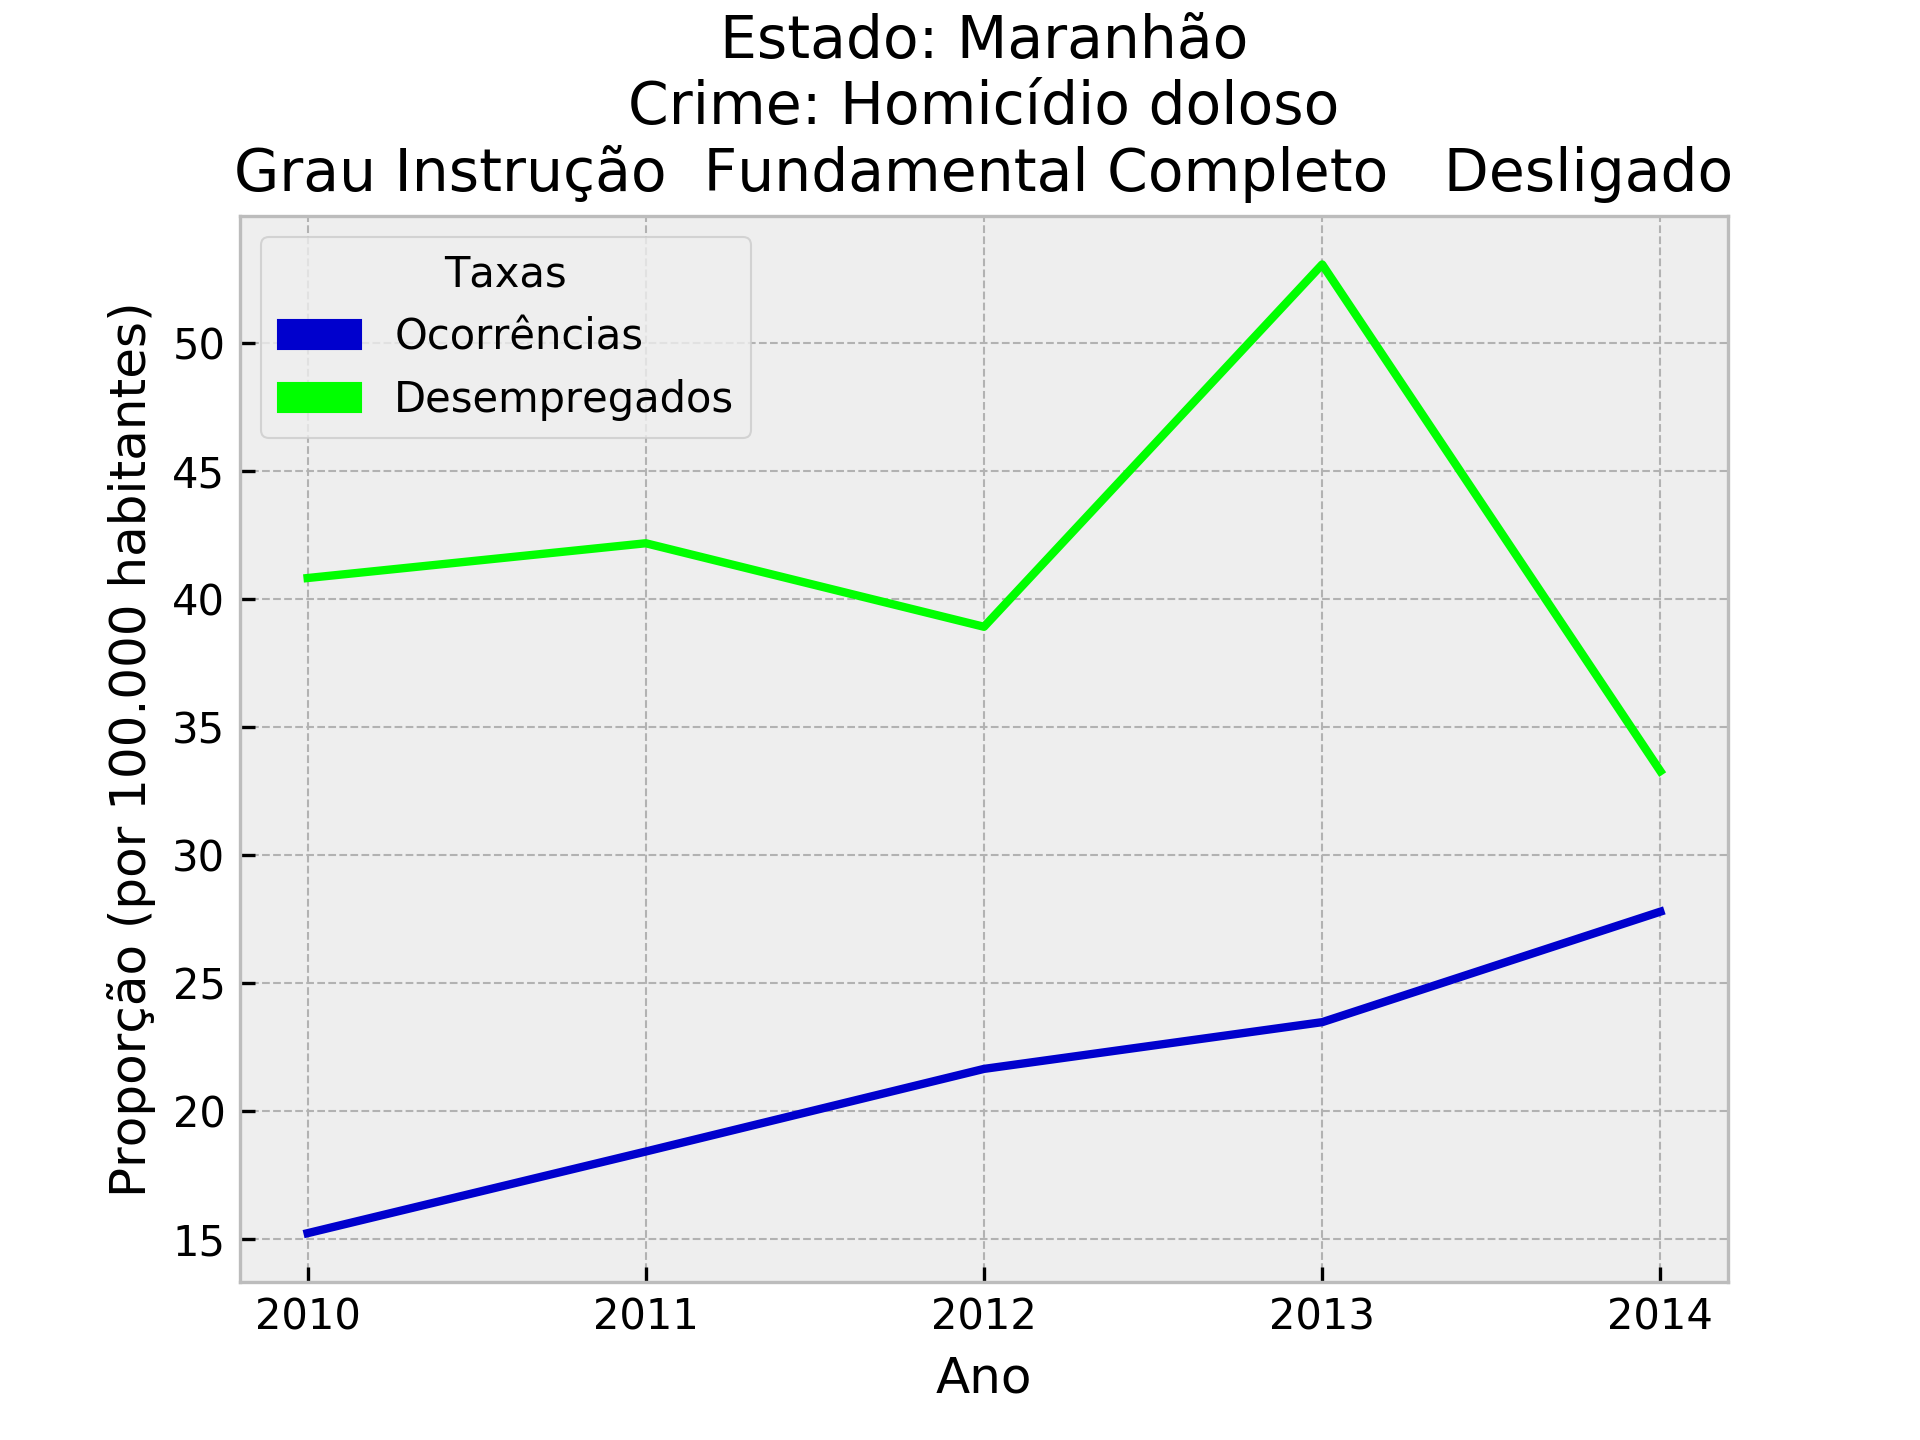 Estado: Maranhão
Crime: Homicídio doloso
Grau Instrução  Fundamental Completo   Desligado
Taxas
Ocorrências
Desempregados
Proporção (por 100.000 habitantes)
50
45
40
35
30
25
20
15
2010 2011 2012 2013 2014
Ano